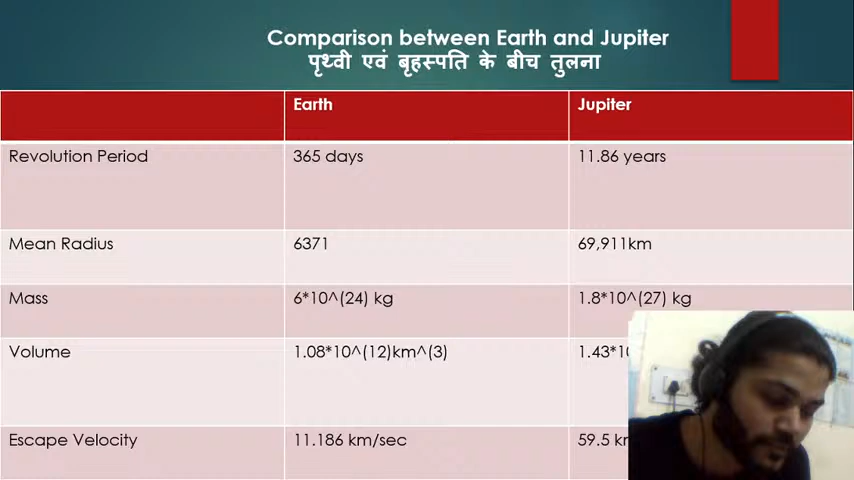 Comparison between Earth and Jupiter
पृथ्वी एवं बृहस्पति के बीच तुलना
Earth Jupiter
Revolution Period 365 days 11.86 years
Mean Radius 6371 69,911km
Mass 6*10^(24) kg 1.8*10^(27) kg
Volume 1.08*10^(12)km^(3)
Escape Velocity 11.186 km/sec 59.5